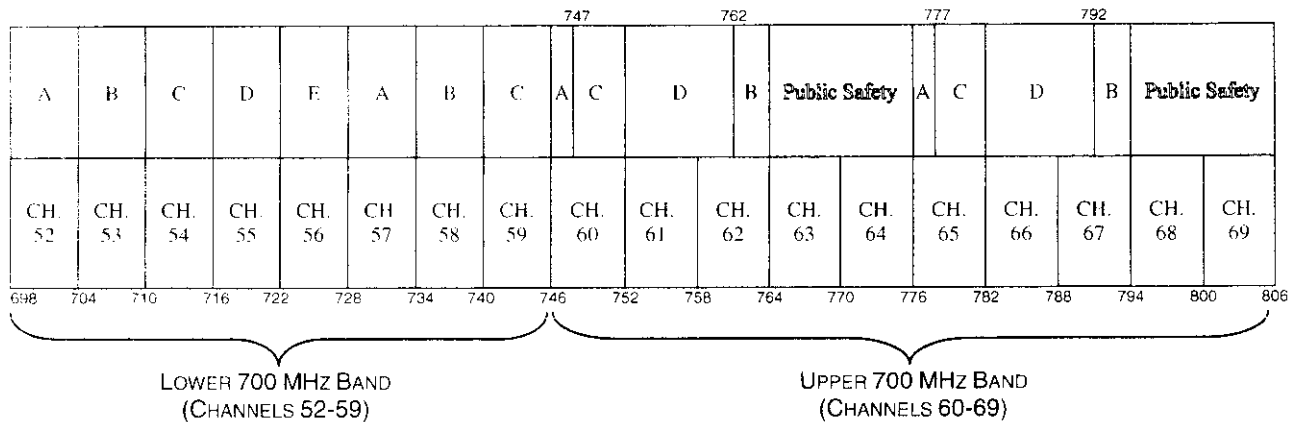 747 762 777 792
A B C D E A B C A C D B Public Safety A C D B Public Safety
CH. CH. CH. CH. CH. CH CH. CH. CH. CH. CH. CH. CH. CH. CH. CH. CH. CH.
52 53 54 55 56 57 58 59 60 61 62 63 64 65 66 67 68 69
698 704 710 716 722 728 734 740 746 752 758 764 770 776 782 788 794 800 806
LOWER 700 MHZ BAND
(CHANNELS 52-59)
UPPER 700 MHZ BAND
(CHANNELS 60-69)